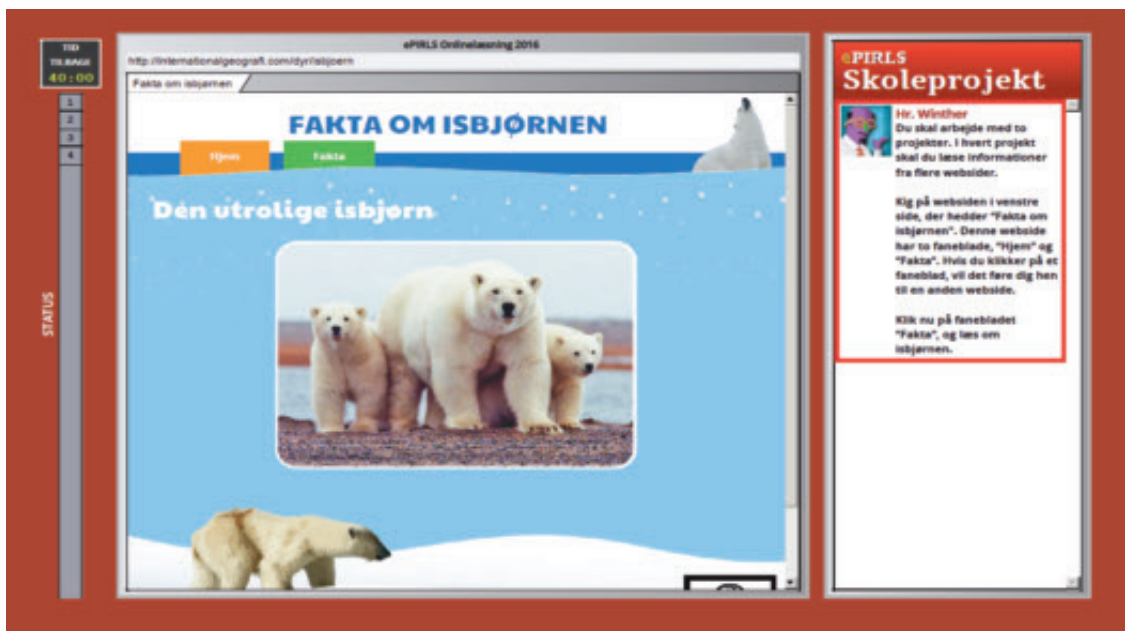 TID
TILBAGE
40:00
1
2
3
4
STATUS
ePIRLS Onlinelæsning 2016
http://internationalgeografi.com/dyr/isbjoern
Fakta om isbjørnen
FAKTA OM ISBJØRNEN
Hjem
Fakta
Den utrolige isbjørn
ePIRLS
Skoleprojekt
Hr. Winther
Du skal arbejde med to
projekter. I hvert projekt
skal du læse informationer
fra flere websider.
Kig på websiden i venstre
side, der hedder "Fakta om
isbjørnen". Denne webside
har to faneblade, "Hjem" og
"Fakta". Hvis du klikker på et
faneblad, vil det føre dig hen
til en anden webside.
Klik nu på fanebladet
"Fakta", og læs om
isbjørnen.